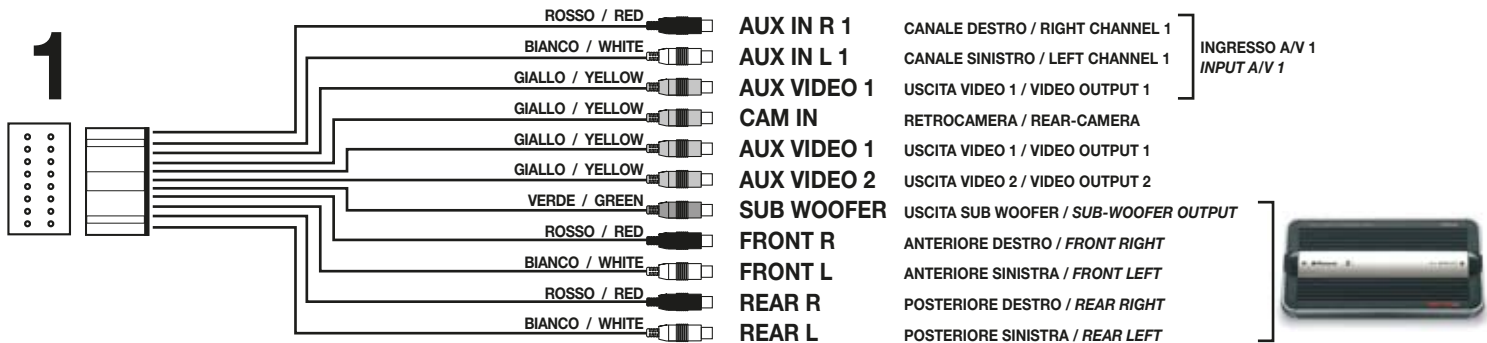 1
ROSSO / RED AUX IN R 1 CANALE DESTRO / RIGHT CHANNEL 1
BIANCO / WHITE AUX IN L 1 CANALE SINISTRO / LEFT CHANNEL 1
GIALLO / YELLOW AUX VIDEO 1 USCITA VIDEO 1 / VIDEO OUTPUT 1
INGRESSO A/V 1
INPUT A/V 1
GIALLO / YELLOW CAM IN RETROCAMERA / REAR-CAMERA
GIALLO / YELLOW AUX VIDEO 1 USCITA VIDEO 1 / VIDEO OUTPUT 1
GIALLO / YELLOW AUX VIDEO 2 USCITA VIDEO 2 / VIDEO OUTPUT 2
VERDE / GREEN SUB WOOFER USCITA SUB WOOFER / SUB-WOOFER OUTPUT
ROSSO / RED FRONT R ANTERIORE DESTRO / FRONT RIGHT
BIANCO / WHITE FRONT L ANTERIORE SINISTRA / FRONT LEFT
ROSSO / RED REAR R POSTERIORE DESTRO / REAR RIGHT
BIANCO / WHITE REAR L POSTERIORE SINISTRA / REAR LEFT